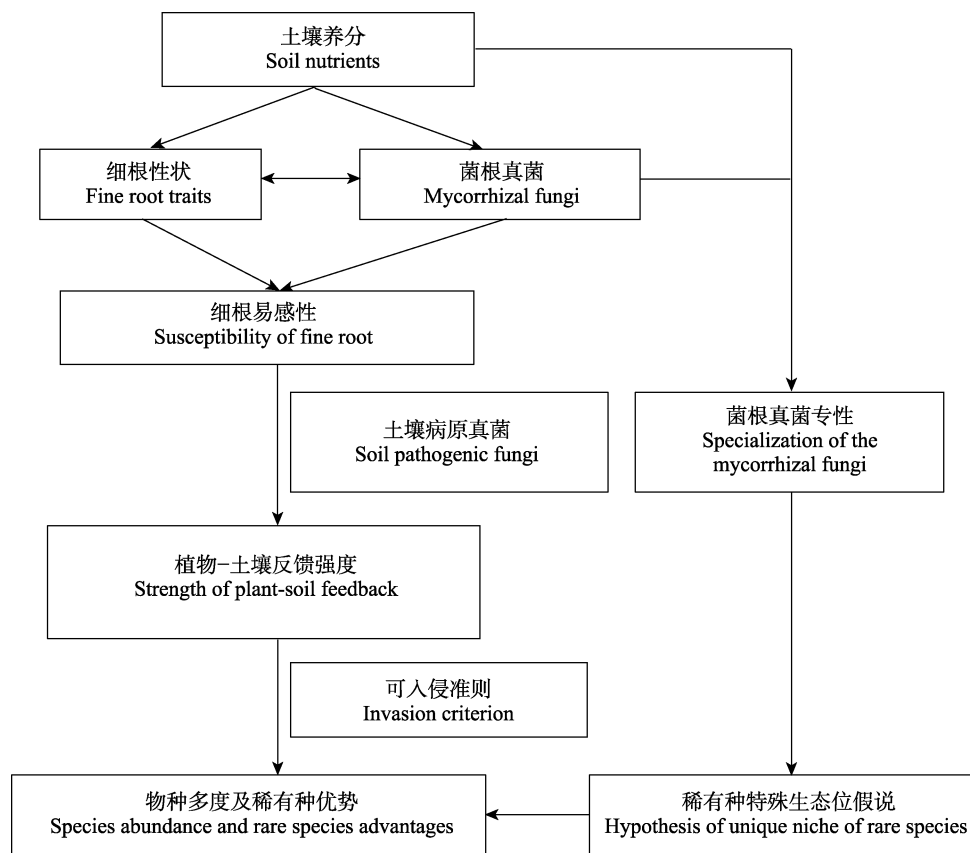 土壤养分
Soil nutrients
细根性状
Fine root traits
菌根真菌
Mycorrhizal fungi
细根易感性
Susceptibility of fine root
土壤病原真菌
Soil pathogenic fungi
菌根真菌专性
Specialization of the
mycorrhizal fungi
植物−土壤反馈强度
Strength of plant-soil feedback
可入侵准则
Invasion criterion
物种多度及稀有种优势
Species abundance and rare species advantages
稀有种特殊生态位假说
Hypothesis of unique niche of rare species